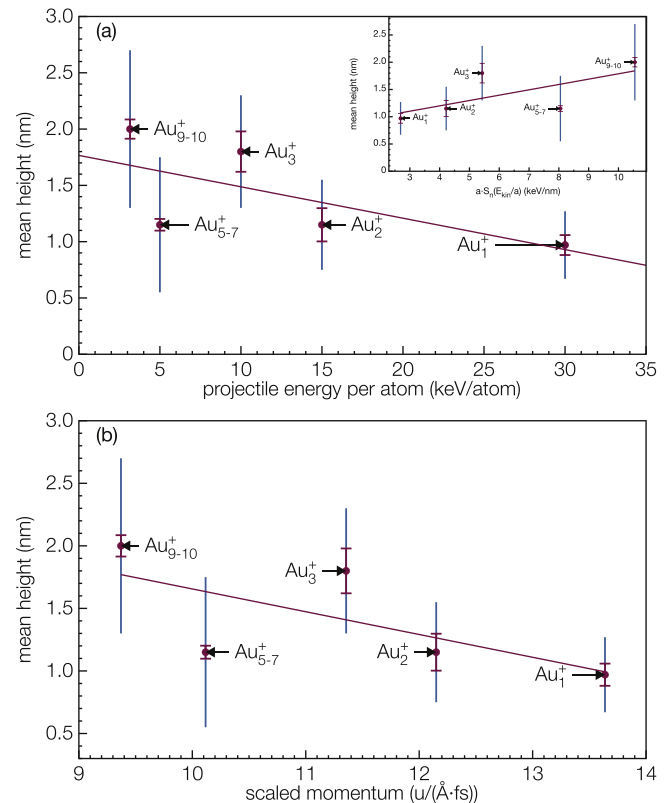 (a)
mean height (nm)
3.0
2.5
2.0
1.5
1.0
0.5
0
Au⁺₉₋₁₀
Au⁺₅₋₇
Au⁺₃
Au⁺₂
Au⁺₁
0 5 10 15 20 25 30 35
projectile energy per atom (keV/atom)
mean height (nm)
2.5
2.0
1.5
1.0
0.5
0
Au⁺₁
Au⁺₂
Au⁺₃
Au⁺₅₋₇
Au⁺₉₋₁₀
3 4 5 6 7 8 9 10
a·Sₙ(Eₖᵢₙ/a) (keV/nm)
(b)
mean height (nm)
3.0
2.5
2.0
1.5
1.0
0.5
Au⁺₉₋₁₀
Au⁺₅₋₇
Au⁺₃
Au⁺₂
Au⁺₁
9 10 11 12 13 14
scaled momentum (u/(Å·fs))